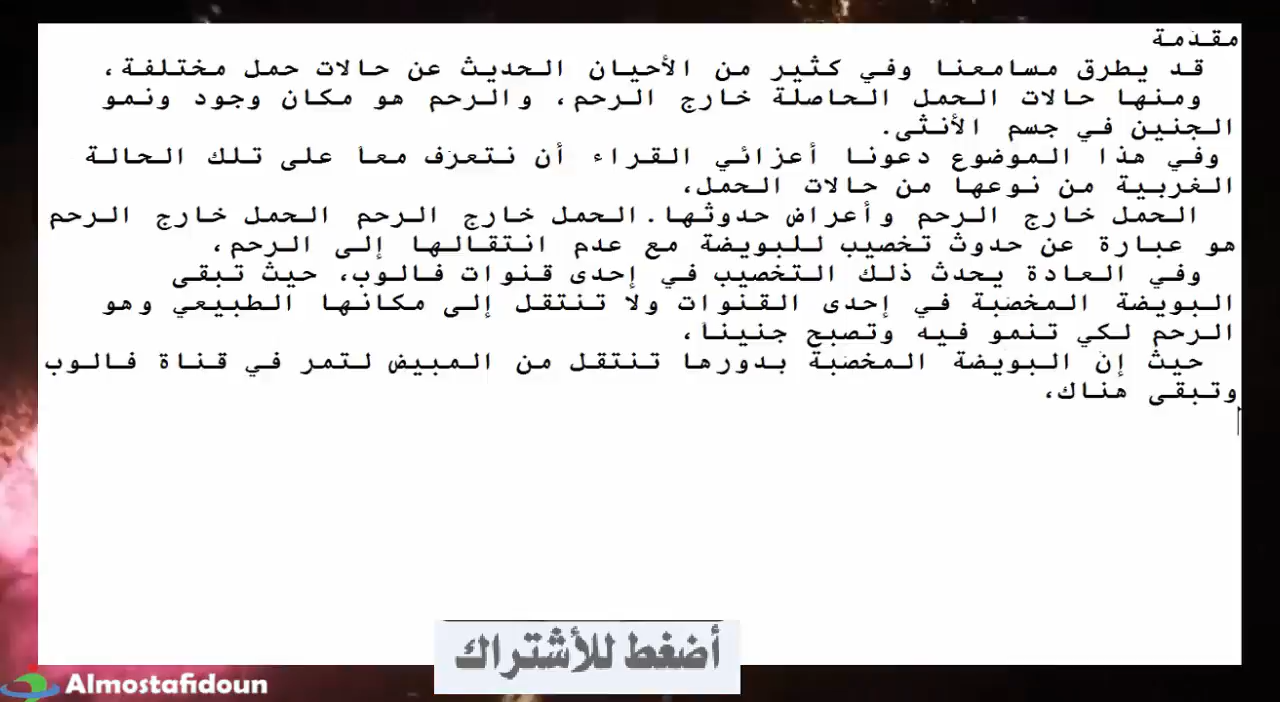 مقدمة
قد يطرق مسامعنا وفي كثير من الأحيان الحديث عن حالات حمل مختلفة،
ومنها حالات الحمل الحاصلة خارج الرحم، والرحم هو مكان وجود ونمو
الجنين في جسم الأنثى.
وفي هذا الموضوع دعونا أعزائي القراء أن نتعرف معاً على تلك الحالة
الغربية من نوعها من حالات الحمل،
الحمل خارج الرحم وأعراض حدوثها.الحمل خارج الرحم الحمل خارج الرحم
هو عبارة عن حدوث تخصيب للبويضة مع عدم انتقالها إلى الرحم،
وفي العادة يحدث ذلك التخصيب في إحدى قنوات فالوب، حيث تبقى
البويضة المخصبة في إحدى القنوات ولا تنتقل إلى مكانها الطبيعي وهو
الرحم لكي تنمو فيه وتصبح جنيناً،
حيث إن البويضة المخصبة بدورها تنتقل من المبيض لتمر في قناة فالوب
وتبقى هناك،
أضغط للأشتراك
Almostafidoun